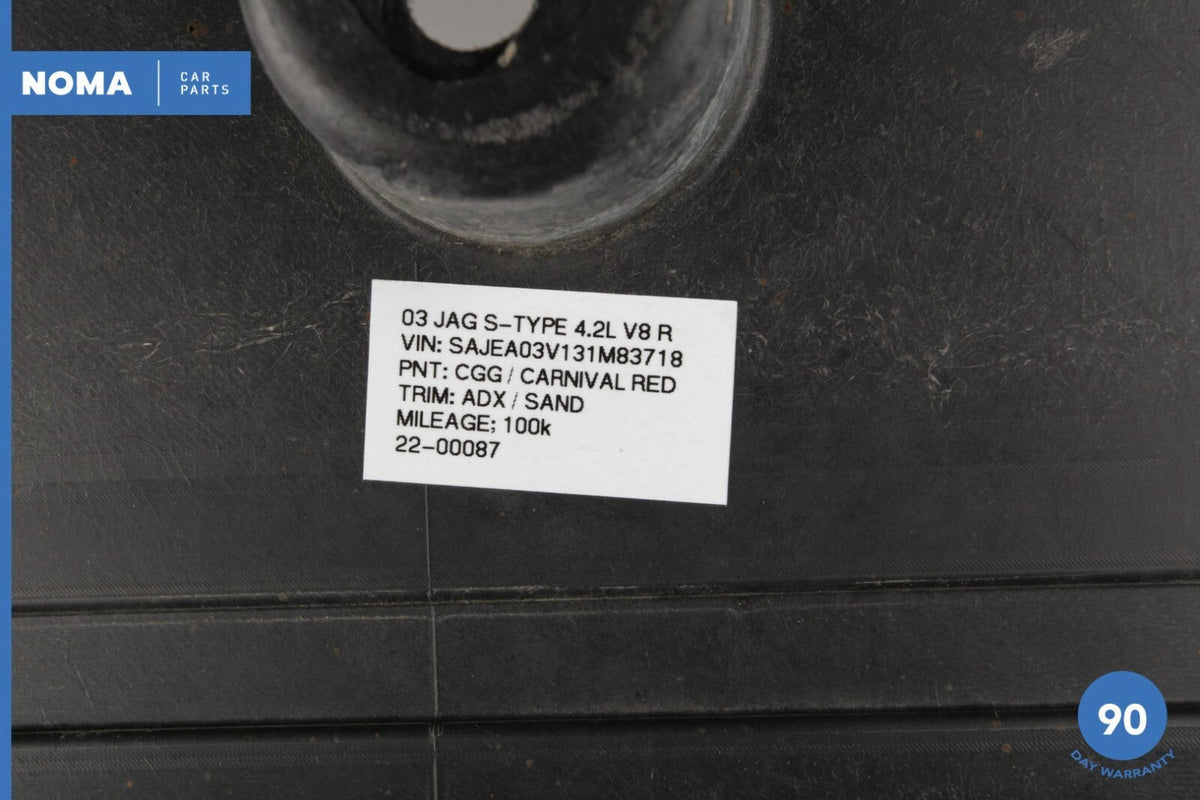 NOMA
CAR
PARTS
03 JAG S-TYPE 4.2L V8 R
VIN: SAJEA03V131M83718
PNT: CGG / CARNIVAL RED
TRIM: ADX / SAND
MILEAGE; 100k
22-00087
90
DAY WARRANTY